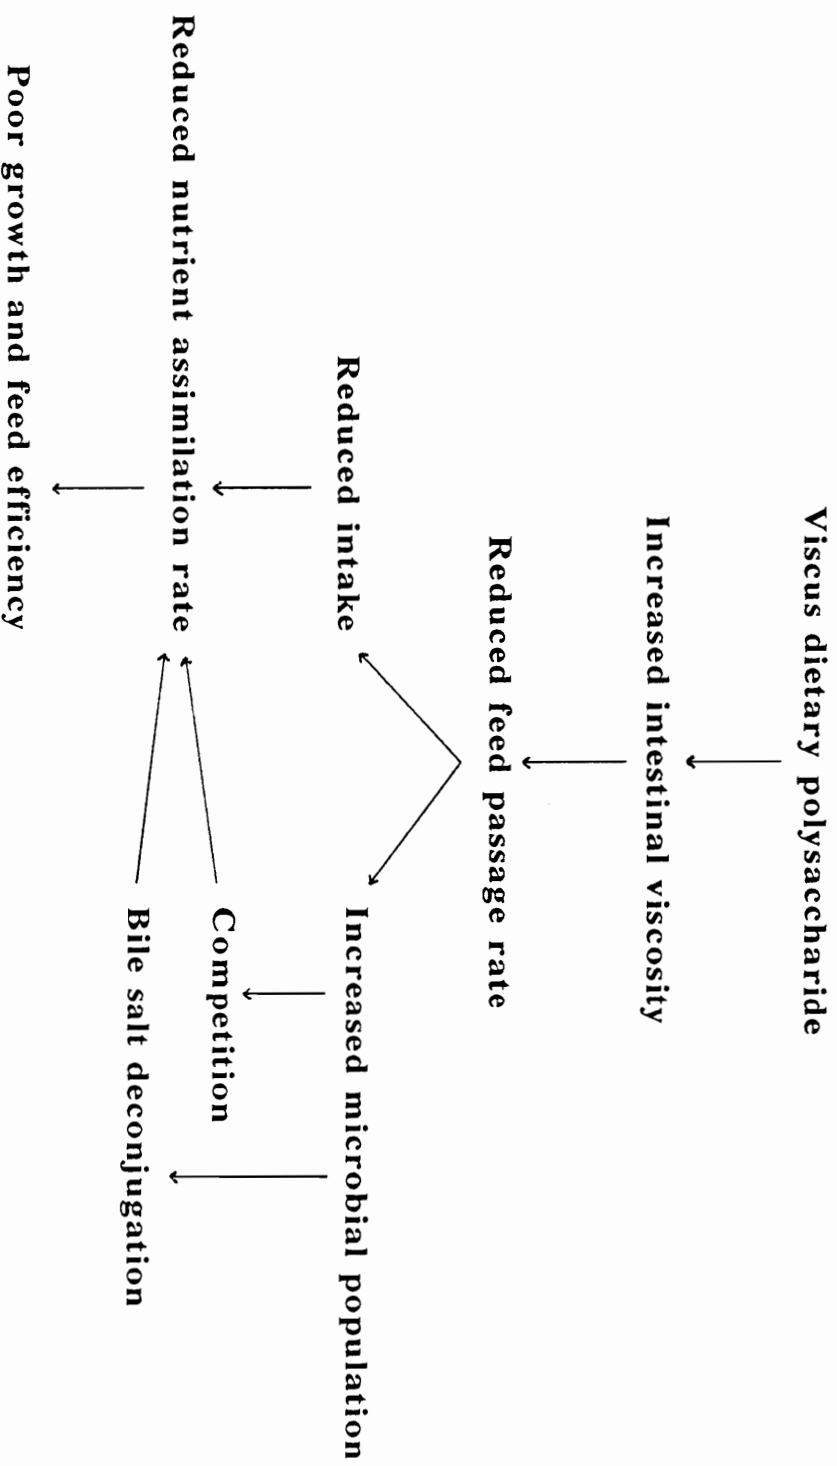 Viscus dietary polysaccharide
Increased intestinal viscosity
Reduced feed passage rate
Reduced intake
Increased microbial population
Competition
Reduced nutrient assimilation rate
Bile salt deconjugation
Poor growth and feed efficiency